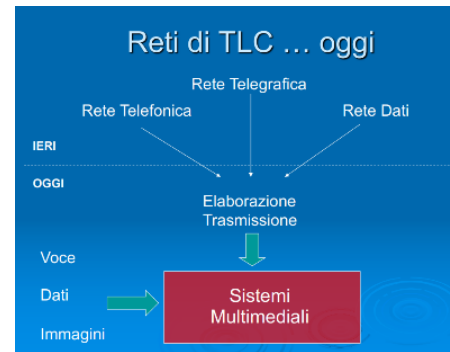 Reti di TLC ... oggi
Rete Telegrafica
Rete Telefonica
Rete Dati
IERI
OGGI
Elaborazione
Trasmissione
Voce
Dati
Immagini
Sistemi
Multimediali